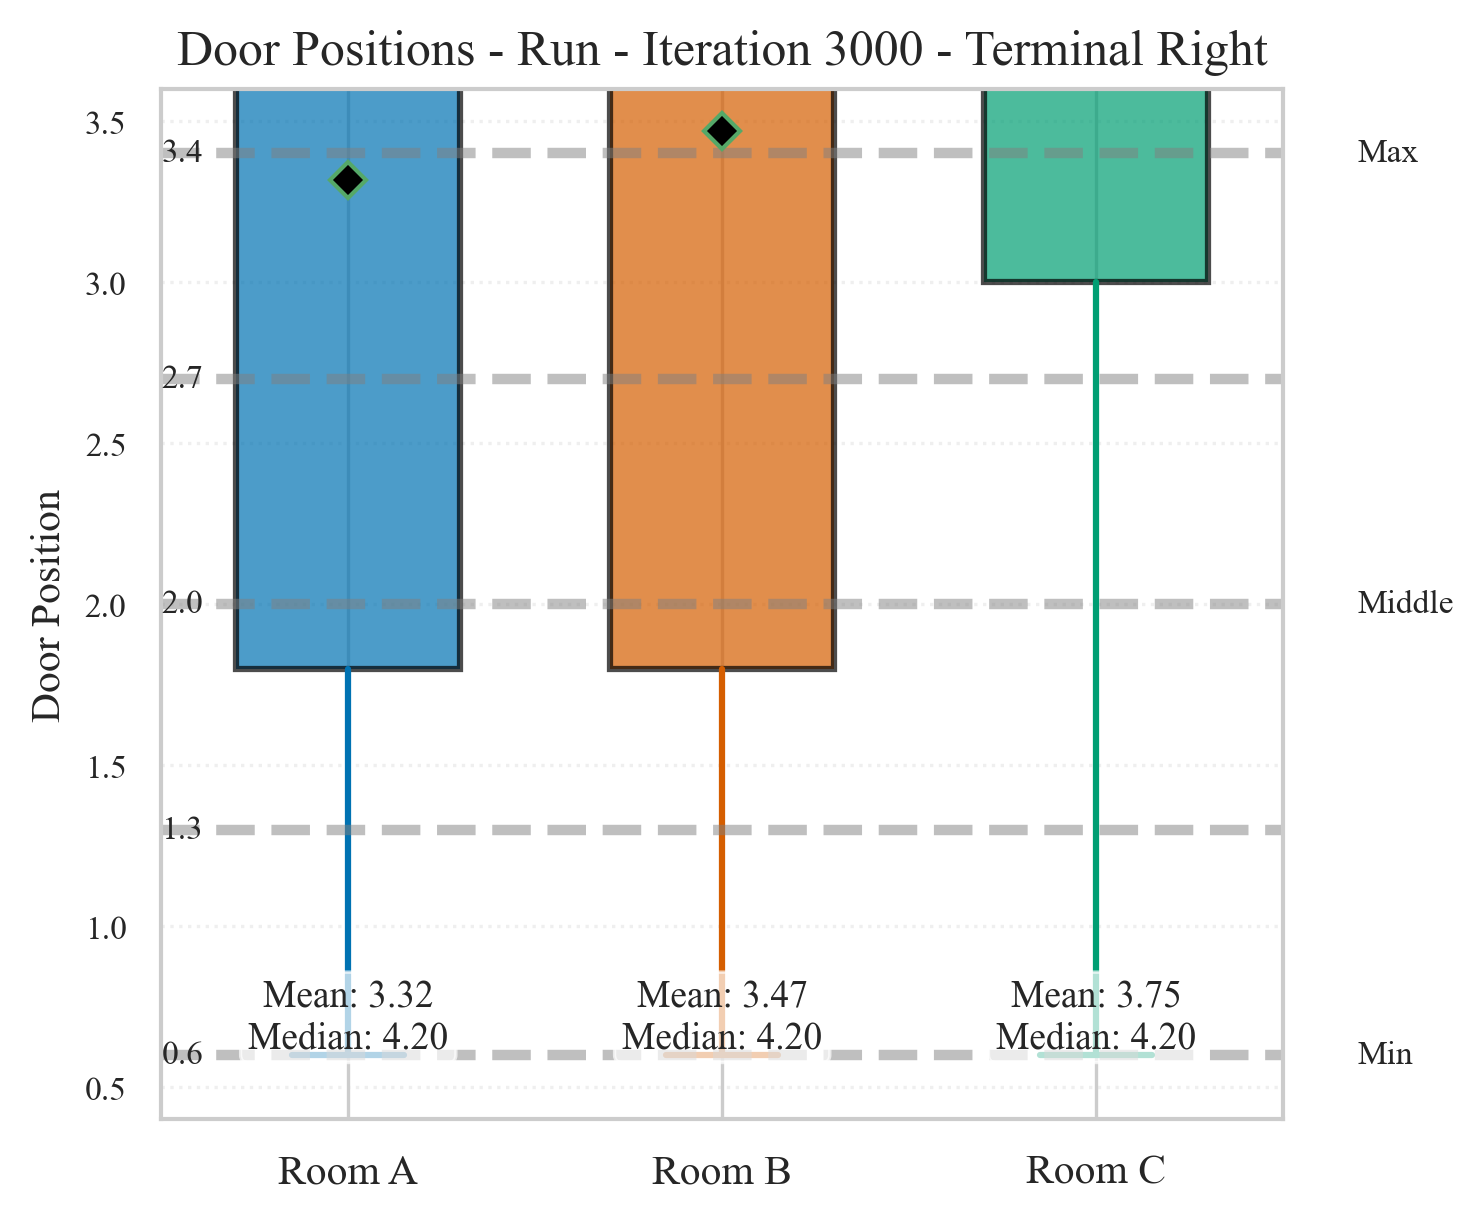 Door Positions - Run - Iteration 3000 - Terminal Right
Door Position
3.5
3.0
2.5
2.0
1.5
1.0
0.5
3.4
2.7
2.0
1.3
0.6
Max
Middle
Min
Mean: 3.32
Median: 4.20
Mean: 3.47
Median: 4.20
Mean: 3.75
Median: 4.20
Room A
Room B
Room C